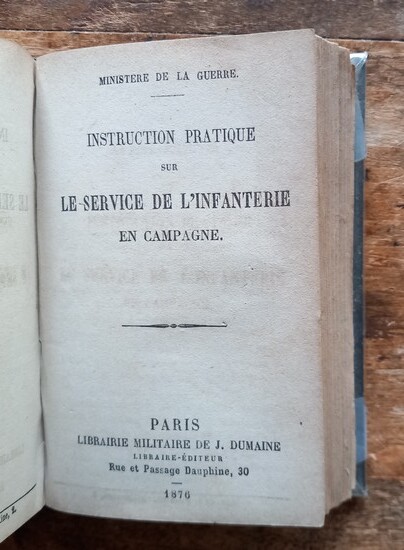 MINISTÈRE DE LA GUERRE.
INSTRUCTION PRATIQUE
SUR
LE SERVICE DE L'INFANTERIE
EN CAMPAGNE.
PARIS
LIBRAIRIE MILITAIRE DE J. DUMAINE
LIBRAIRE-ÉDITEUR
Rue et Passage Dauphine, 30
1876